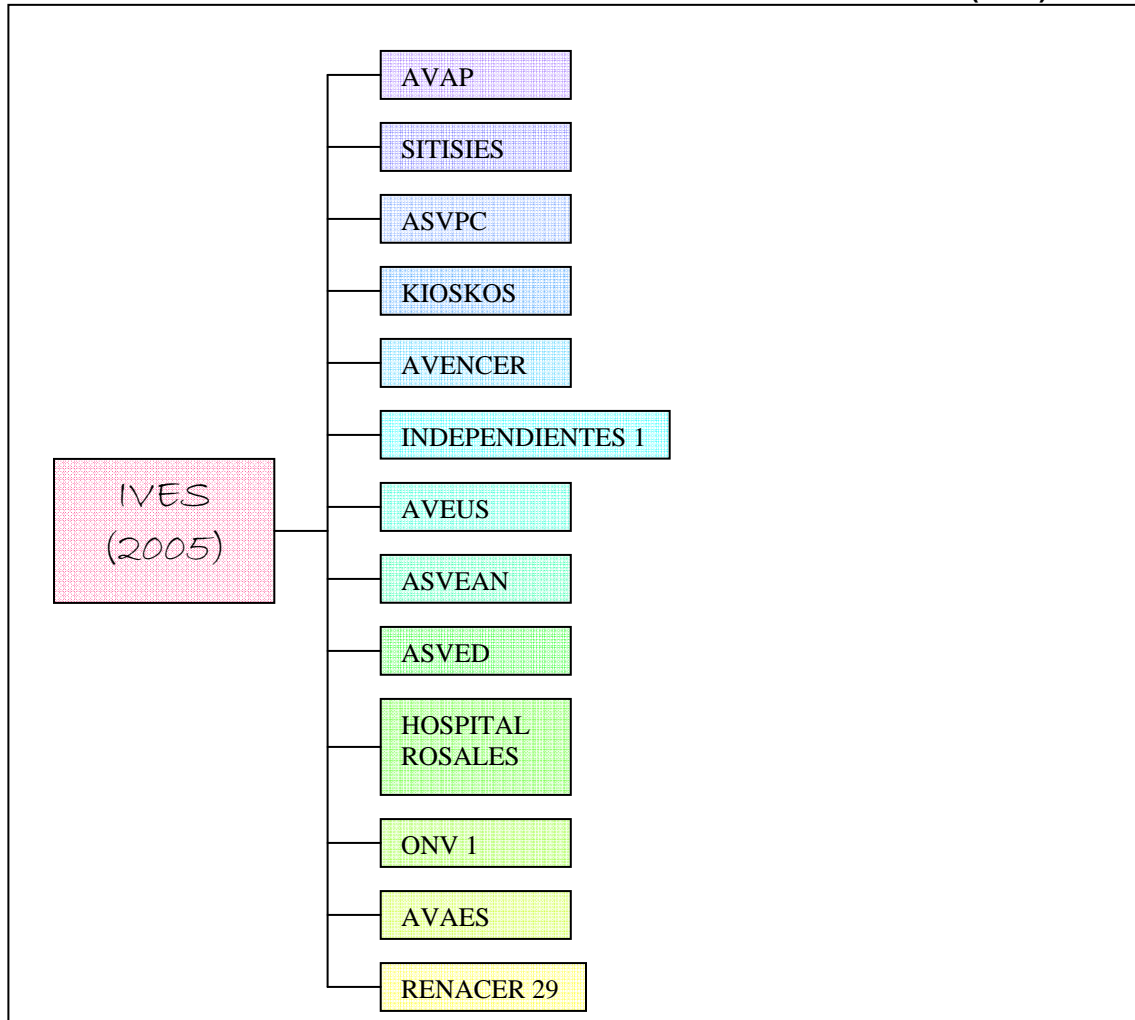 AVAP
SITISIES
ASVPC
KIOSKOS
AVENCER
INDEPENDIENTES 1
IVES
(2005)
AVEUS
ASVEAN
ASVED
HOSPITAL
ROSALES
ONV 1
AVAES
RENACER 29